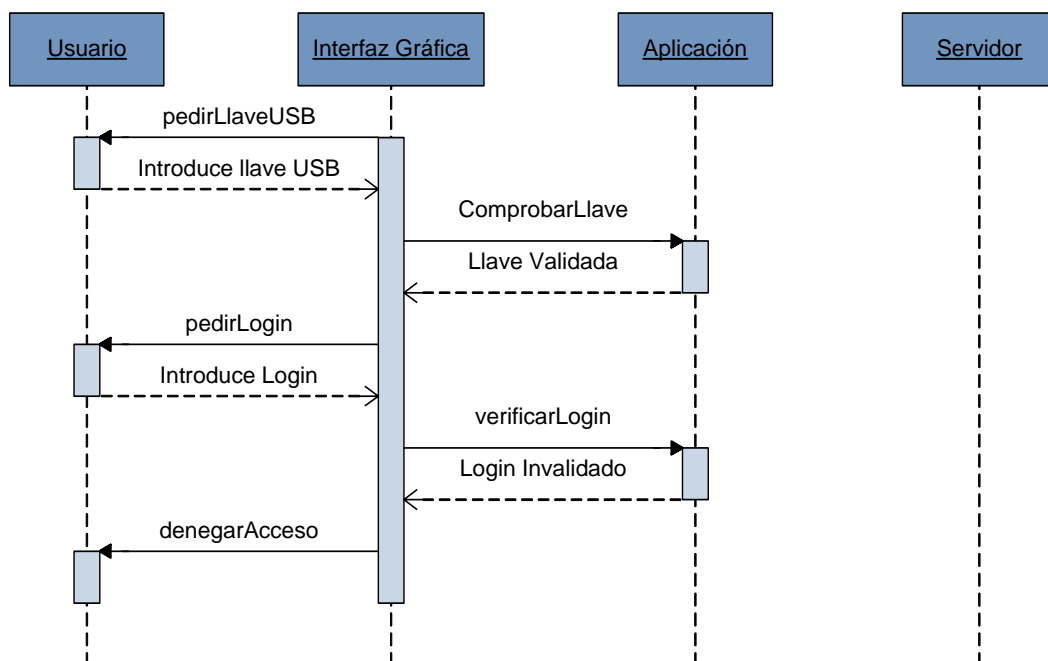 Usuario
Interfaz Gráfica
Aplicación
Servidor
pedirLlaveUSB
Introduce llave USB
ComprobarLlave
Llave Validada
pedirLogin
Introduce Login
verificarLogin
Login Invalidado
denegarAcceso